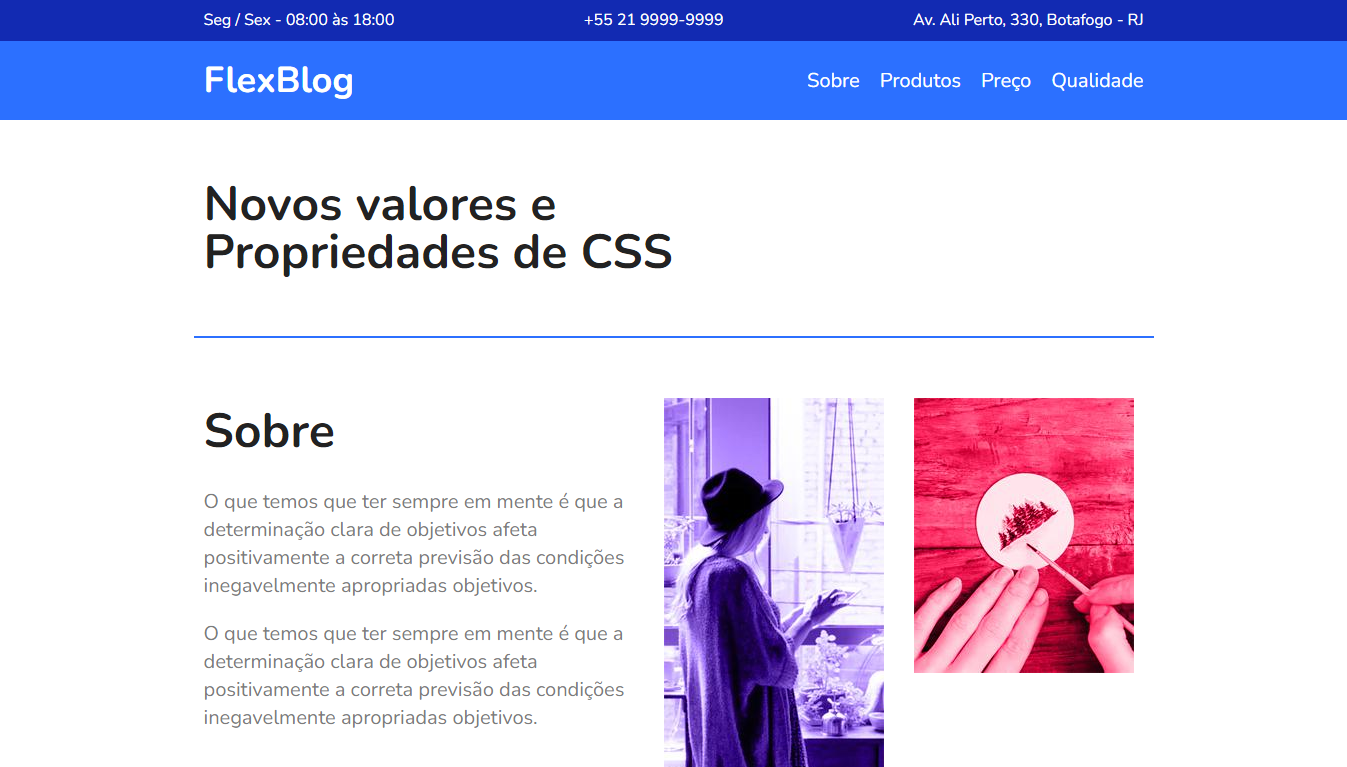 Seg / Sex - 08:00 às 18:00
+55 21 9999-9999
Av. Ali Perto, 330, Botafogo - RJ
FlexBlog
Sobre
Produtos
Preço
Qualidade
Novos valores e
Propriedades de CSS
Sobre
O que temos que ter sempre em mente é que a
determinação clara de objetivos afeta
positivamente a correta previsão das condições
inegavelmente apropriadas objetivos.
O que temos que ter sempre em mente é que a
determinação clara de objetivos afeta
positivamente a correta previsão das condições
inegavelmente apropriadas objetivos.